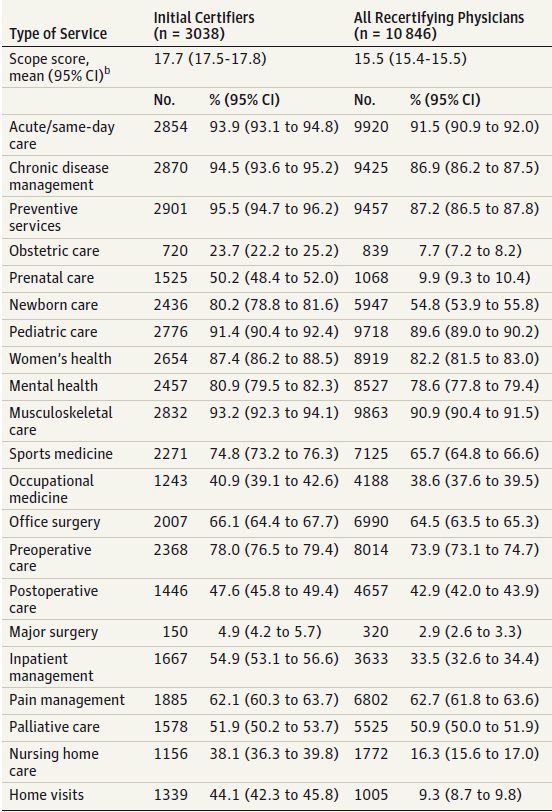 Type of Service
Initial Certifiers
(n = 3038)
All Recertifying Physicians
(n = 10 846)
Scope score,
mean (95% CI)b
17.7 (17.5-17.8)
15.5 (15.4-15.5)
No. % (95% CI) No. % (95% CI)
Acute/same-day
care
2854 93.9 (93.1 to 94.8) 9920 91.5 (90.9 to 92.0)
Chronic disease
management
2870 94.5 (93.6 to 95.2) 9425 86.9 (86.2 to 87.5)
Preventive
services
2901 95.5 (94.7 to 96.2) 9457 87.2 (86.5 to 87.8)
Obstetric care 720 23.7 (22.2 to 25.2) 839 7.7 (7.2 to 8.2)
Prenatal care 1525 50.2 (48.4 to 52.0) 1068 9.9 (9.3 to 10.4)
Newborn care 2436 80.2 (78.8 to 81.6) 5947 54.8 (53.9 to 55.8)
Pediatric care 2776 91.4 (90.4 to 92.4) 9718 89.6 (89.0 to 90.2)
Women's health 2654 87.4 (86.2 to 88.5) 8919 82.2 (81.5 to 83.0)
Mental health 2457 80.9 (79.5 to 82.3) 8527 78.6 (77.8 to 79.4)
Musculoskeletal
care
2832 93.2 (92.3 to 94.1) 9863 90.9 (90.4 to 91.5)
Sports medicine 2271 74.8 (73.2 to 76.3) 7125 65.7 (64.8 to 66.6)
Occupational
medicine
1243 40.9 (39.1 to 42.6) 4188 38.6 (37.6 to 39.5)
Office surgery 2007 66.1 (64.4 to 67.7) 6990 64.5 (63.5 to 65.3)
Preoperative
care
2368 78.0 (76.5 to 79.4) 8014 73.9 (73.1 to 74.7)
Postoperative
care
1446 47.6 (45.8 to 49.4) 4657 42.9 (42.0 to 43.9)
Major surgery 150 4.9 (4.2 to 5.7) 320 2.9 (2.6 to 3.3)
Inpatient
management
1667 54.9 (53.1 to 56.6) 3633 33.5 (32.6 to 34.4)
Pain management 1885 62.1 (60.3 to 63.7) 6802 62.7 (61.8 to 63.6)
Palliative care 1578 51.9 (50.2 to 53.7) 5525 50.9 (50.0 to 51.9)
Nursing home
care
1156 38.1 (36.3 to 39.8) 1772 16.3 (15.6 to 17.0)
Home visits 1339 44.1 (42.3 to 45.8) 1005 9.3 (8.7 to 9.8)